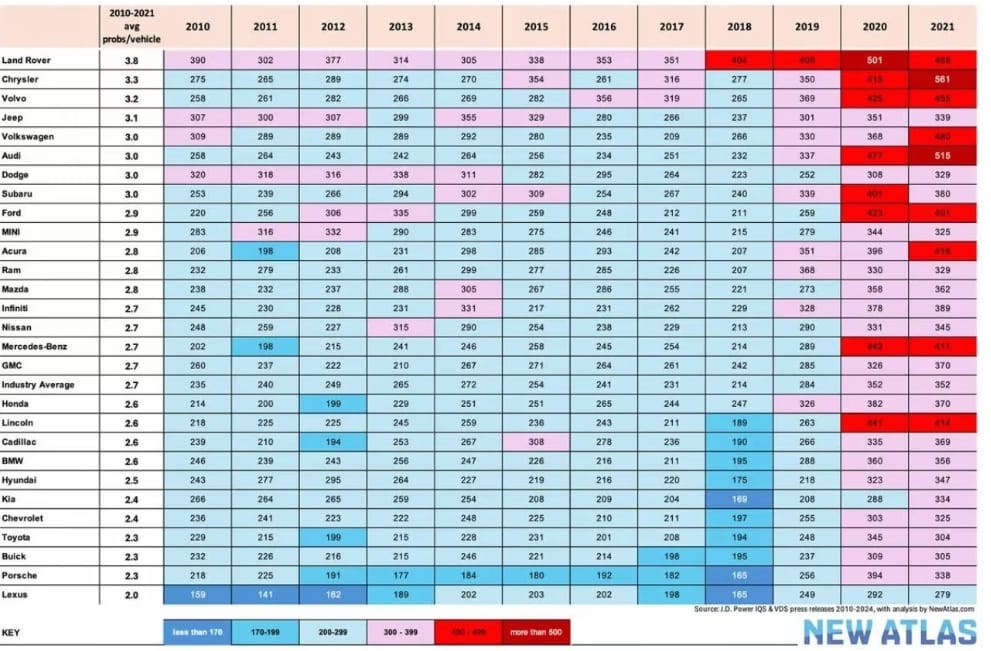 2010-2021 avg probs/vehicle 2010 2011 2012 2013 2014 2015 2016 2017 2018 2019 2020 2021
Land Rover 3.8 390 302 377 314 305 338 353 351 404 409 501 468
Chrysler 3.3 275 265 289 274 270 354 261 316 277 350 415 561
Volvo 3.2 258 261 282 266 269 282 356 319 265 369 425 455
Jeep 3.1 307 300 307 299 355 329 280 266 237 301 351 339
Volkswagen 3.0 309 289 289 289 292 280 235 209 266 330 368 480
Audi 3.0 258 264 243 242 264 256 234 251 232 337 477 515
Dodge 3.0 320 318 316 338 311 282 295 264 223 252 308 329
Subaru 3.0 253 239 266 294 302 309 254 267 240 339 401 380
Ford 2.9 220 256 306 335 299 259 248 212 211 259 423 401
MINI 2.9 283 316 332 290 283 275 246 241 215 279 344 325
Acura 2.8 206 198 208 231 298 285 293 242 207 351 396 416
Ram 2.8 232 279 233 261 299 277 285 226 207 368 330 329
Mazda 2.8 238 232 237 288 305 267 286 255 221 273 358 362
Infiniti 2.7 245 230 228 231 331 217 231 262 229 328 378 389
Nissan 2.7 248 259 227 315 290 254 238 229 213 290 331 345
Mercedes-Benz 2.7 202 198 215 241 246 258 245 254 214 289 442 411
GMC 2.7 260 237 222 210 267 271 264 261 242 285 326 370
Industry Average 2.7 235 240 249 265 272 254 241 231 214 284 352 352
Honda 2.6 214 200 199 229 251 251 265 244 247 326 382 370
Lincoln 2.6 218 225 225 245 259 236 243 211 189 263 441 414
Cadillac 2.6 239 210 194 253 267 308 278 236 190 266 335 369
BMW 2.6 246 239 243 256 247 226 216 211 195 288 360 356
Hyundai 2.5 243 277 295 264 227 219 216 220 175 218 323 347
Kia 2.4 266 264 265 259 254 208 209 204 169 208 288 334
Chevrolet 2.4 236 241 223 222 248 225 210 211 197 255 303 325
Toyota 2.3 229 215 199 215 228 231 201 208 194 248 345 304
Buick 2.3 232 226 216 215 246 221 214 198 195 237 309 305
Porsche 2.3 218 225 191 177 184 180 192 182 165 256 394 338
Lexus 2.0 159 141 162 189 202 203 202 198 165 249 292 279
Source: J.D. Power IQS & VDS press releases 2010-2024, with analysis by NewAtlas.com
KEY less than 170 170-199 200-299 300 - 399 400 - 499 more than 500
NEW ATLAS